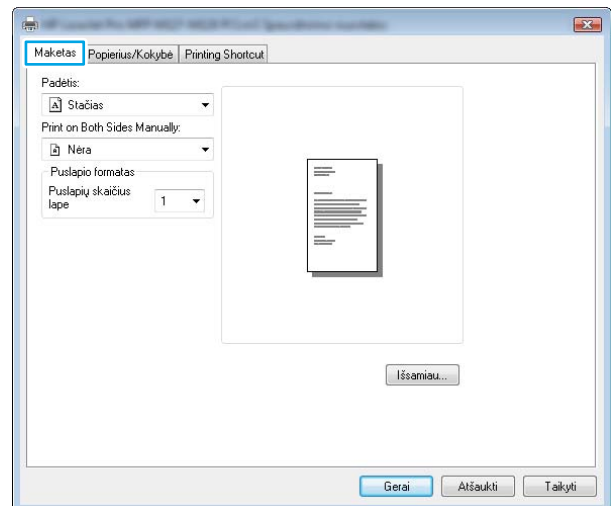 Maketas Popierius/Kokybė Printing Shortcut
Padėtis:
Stačias
Print on Both Sides Manually:
Nėra
Puslapio formatas
Puslapių skaičius
lape 1
Išsamiau...
Gerai Atšaukti Taikyti